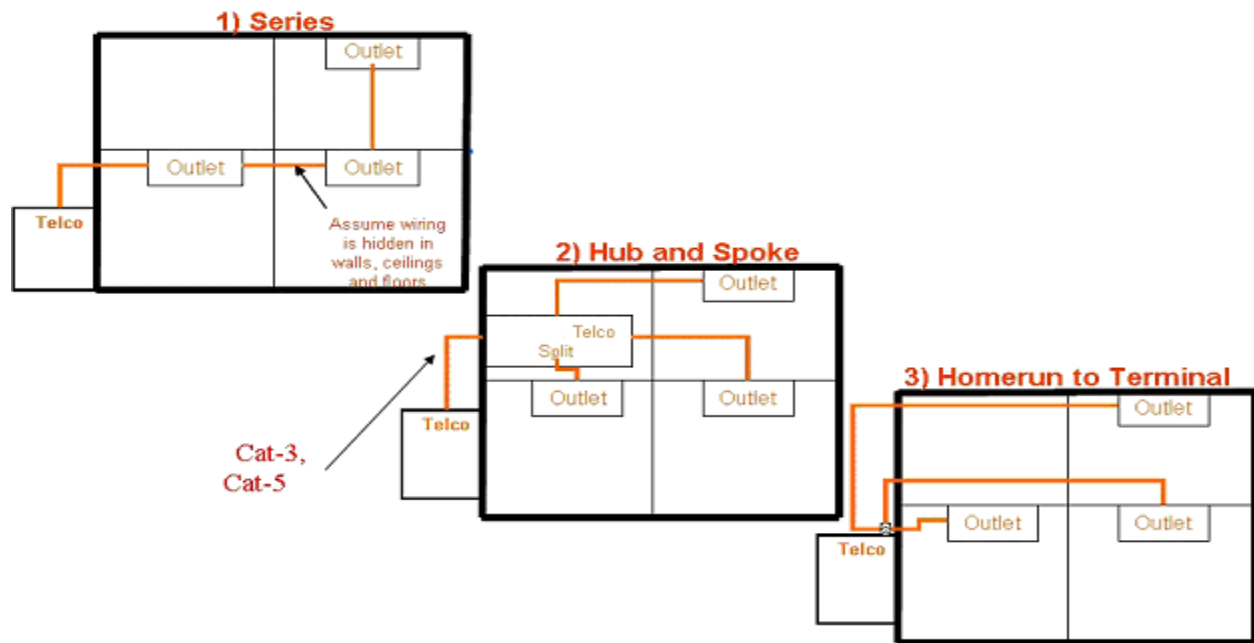 1) Series
Outlet
Outlet
Outlet
Telco
Assume wiring
is hidden in
walls, ceilings
and floors
2) Hub and Spoke
Outlet
Telco
Split
Outlet
Outlet
Telco
Cat-3,
Cat-5
3) Homerun to Terminal
Outlet
Outlet
Outlet
Telco